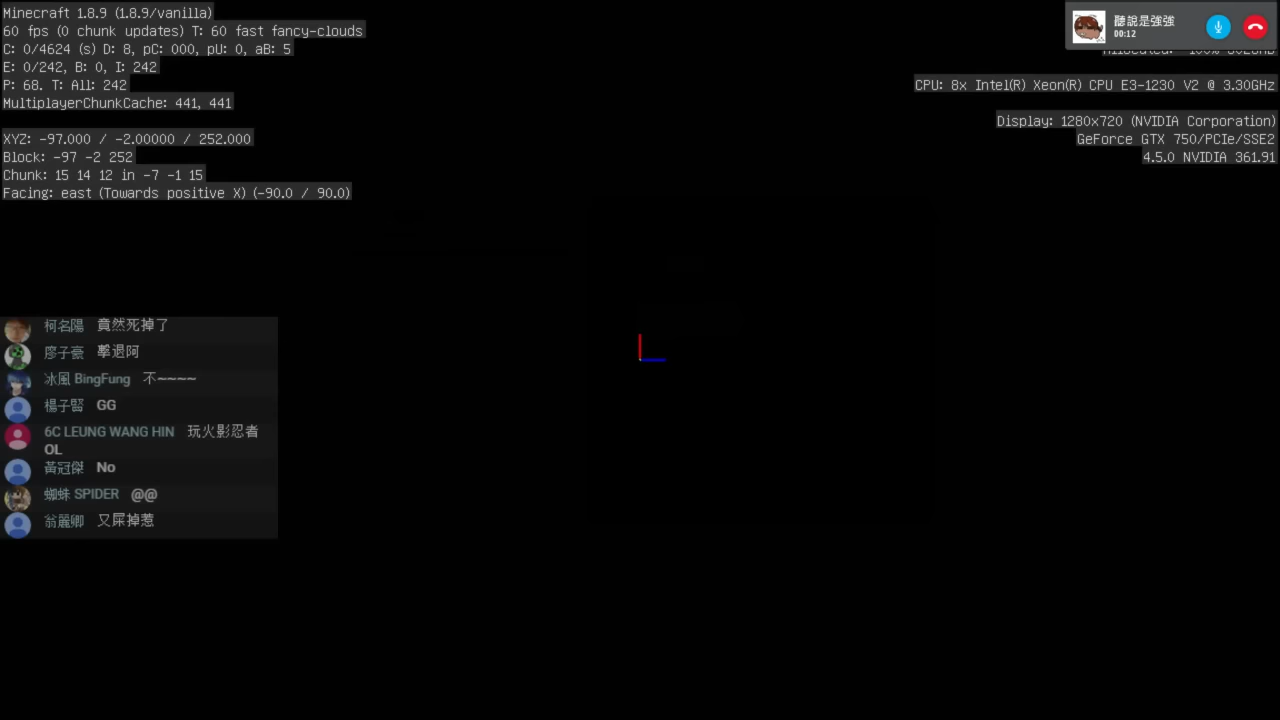 Minecraft 1.8.9 (1.8.9/vanilla)
60 fps (0 chunk updates) T: 60 fast fancy-clouds
C: 0/4624 (s) D: 8, pC: 000, pU: 0, aB: 5
E: 0/242, B: 0, I: 242
P: 68. T: All: 242
MultiplayerChunkCache: 441, 441
XYZ: -97.000 / -2.00000 / 252.000
Block: -97 -2 252
Chunk: 15 14 12 in -7 -1 15
Facing: east (Towards positive X) (-90.0 / 90.0)
聽說是強強
00:12
CPU: 8x Intel(R) Xeon(R) CPU E3-1230 V2 @ 3.30GHz
Display: 1280x720 (NVIDIA Corporation)
GeForce GTX 750/PCIe/SSE2
4.5.0 NVIDIA 361.91
柯名陽 竟然死掉了
廖子豪 擊退阿
冰風 BingFung 不~~~~
楊子賢 GG
6C LEUNG WANG HIN 玩火影忍者
OL
黃冠傑 No
蜘蛛 SPIDER @@
翁麗卿 又屎掉惹